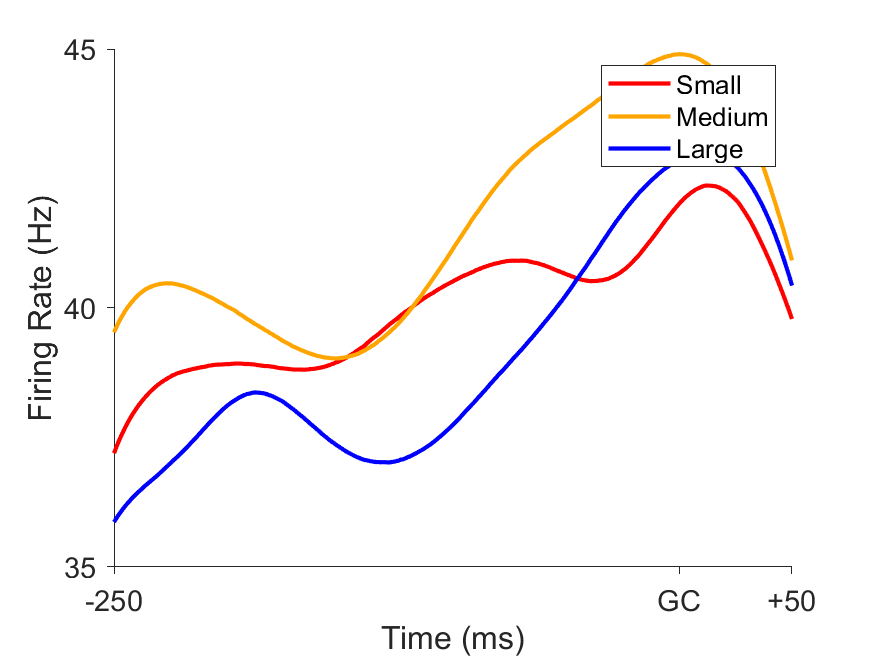 45
40
35
Firing Rate (Hz)
Small
Medium
Large
-250
GC
+50
Time (ms)